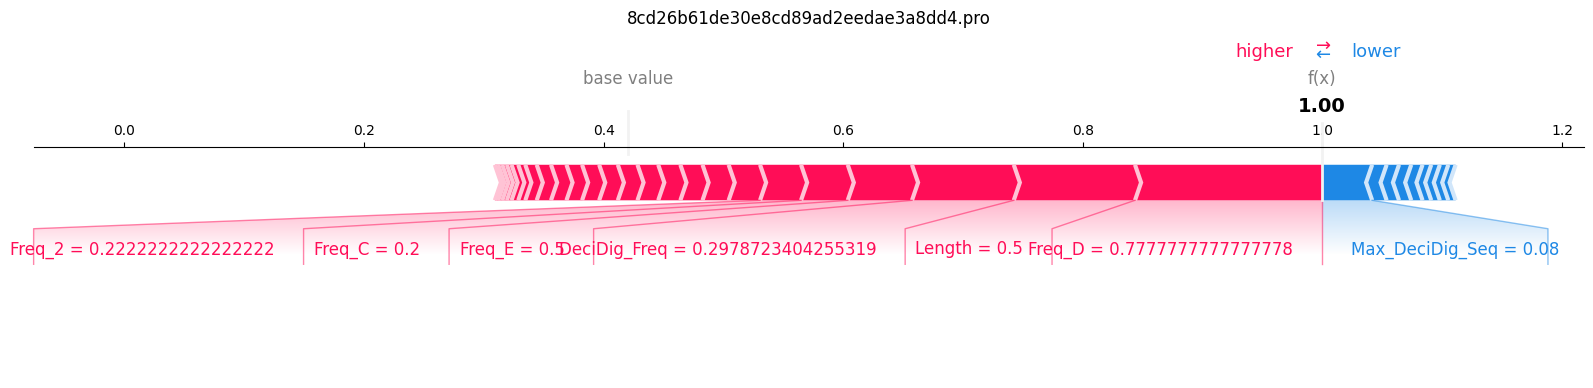 8cd26b61de30e8cd89ad2eedae3a8dd4.pro
higher ⇄ lower
base value f(x)
1.00
0.0 0.2 0.4 0.6 0.8 1.0 1.2
Freq_2 = 0.2222222222222222 Freq_C = 0.2 Freq_E = 0.5 DeciDig_Freq = 0.2978723404255319 Length = 0.5 Freq_D = 0.7777777777777778 Max_DeciDig_Seq = 0.08